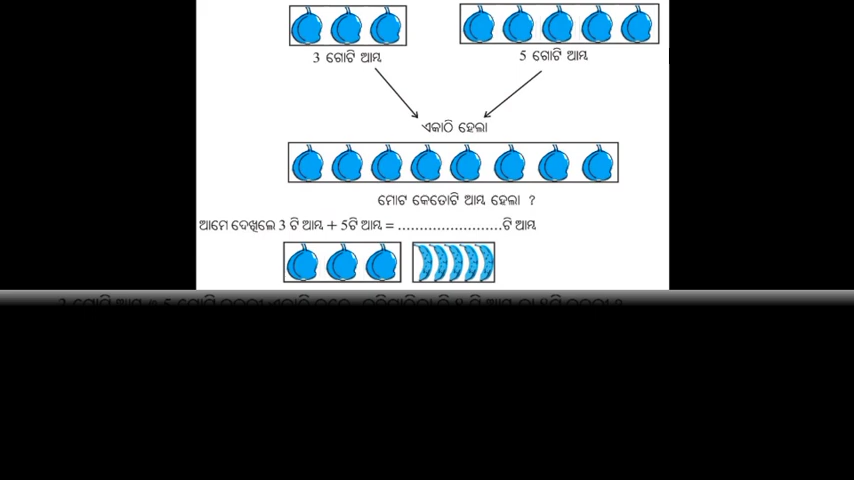 3 ଗୋଟି ଆମ୍ଭ 5 ଗୋଟି ଆମ୍ଭ
ଏକାଠି ହେଲା
ମୋଟ କେତୋଟି ଆମ୍ଭ ହେଲା ?
ଆମେ ଦେଖିଲେ 3 ଟି ଆମ୍ଭ + 5ଟି ଆମ୍ଭ = ........................ଟି ଆମ୍ଭ